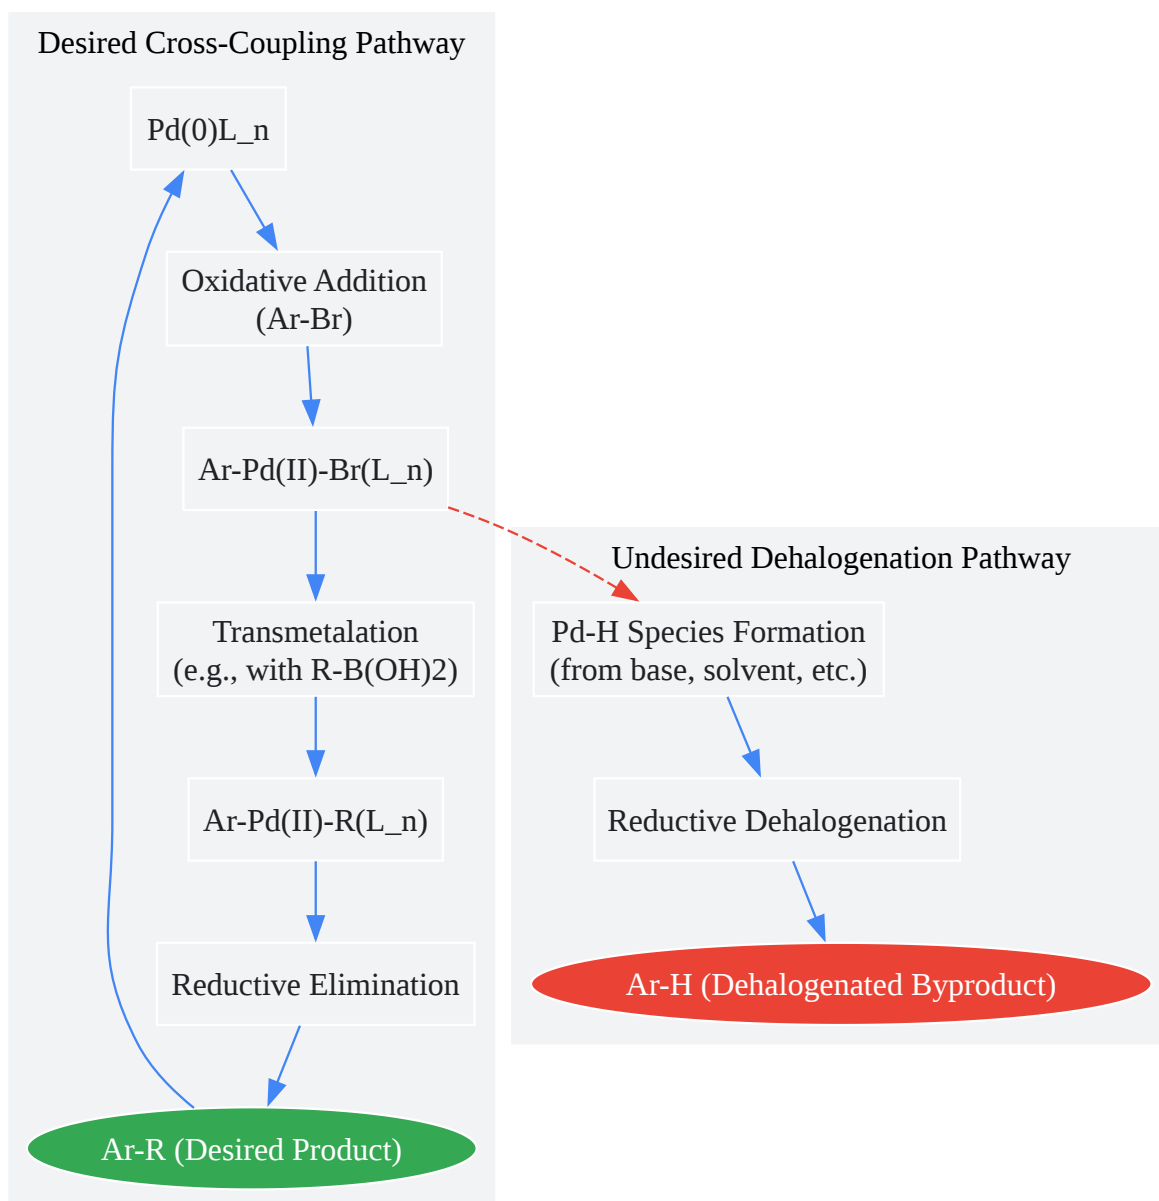 Desired Cross-Coupling Pathway
Pd(0)L_n
Oxidative Addition
(Ar-Br)
Ar-Pd(II)-Br(L_n)
Transmetalation
(e.g., with R-B(OH)2)
Ar-Pd(II)-R(L_n)
Reductive Elimination
Ar-R (Desired Product)
Undesired Dehalogenation Pathway
Pd-H Species Formation
(from base, solvent, etc.)
Reductive Dehalogenation
Ar-H (Dehalogenated Byproduct)